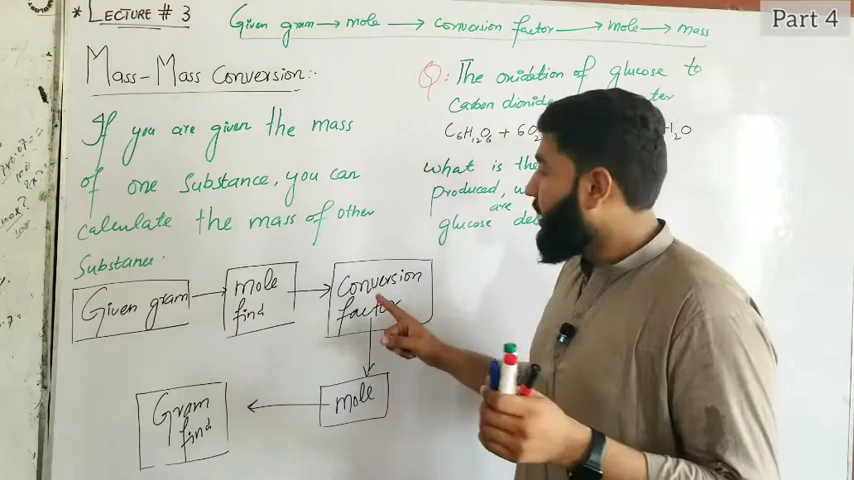 * LECTURE # 3
Given gram → mole → conversion factor → mole → mass
Part 4
Mass-Mass Conversion:-
If you are given the mass
of one Substance, you can
calculate the mass of other
Substance.
Given gram → mole find → Conversion factor
Gram find ← mole
Q: The oxidation of glucose to
Carbon
C6H12O6 + 6O2
H2O
what is the
produced,
are
glucose